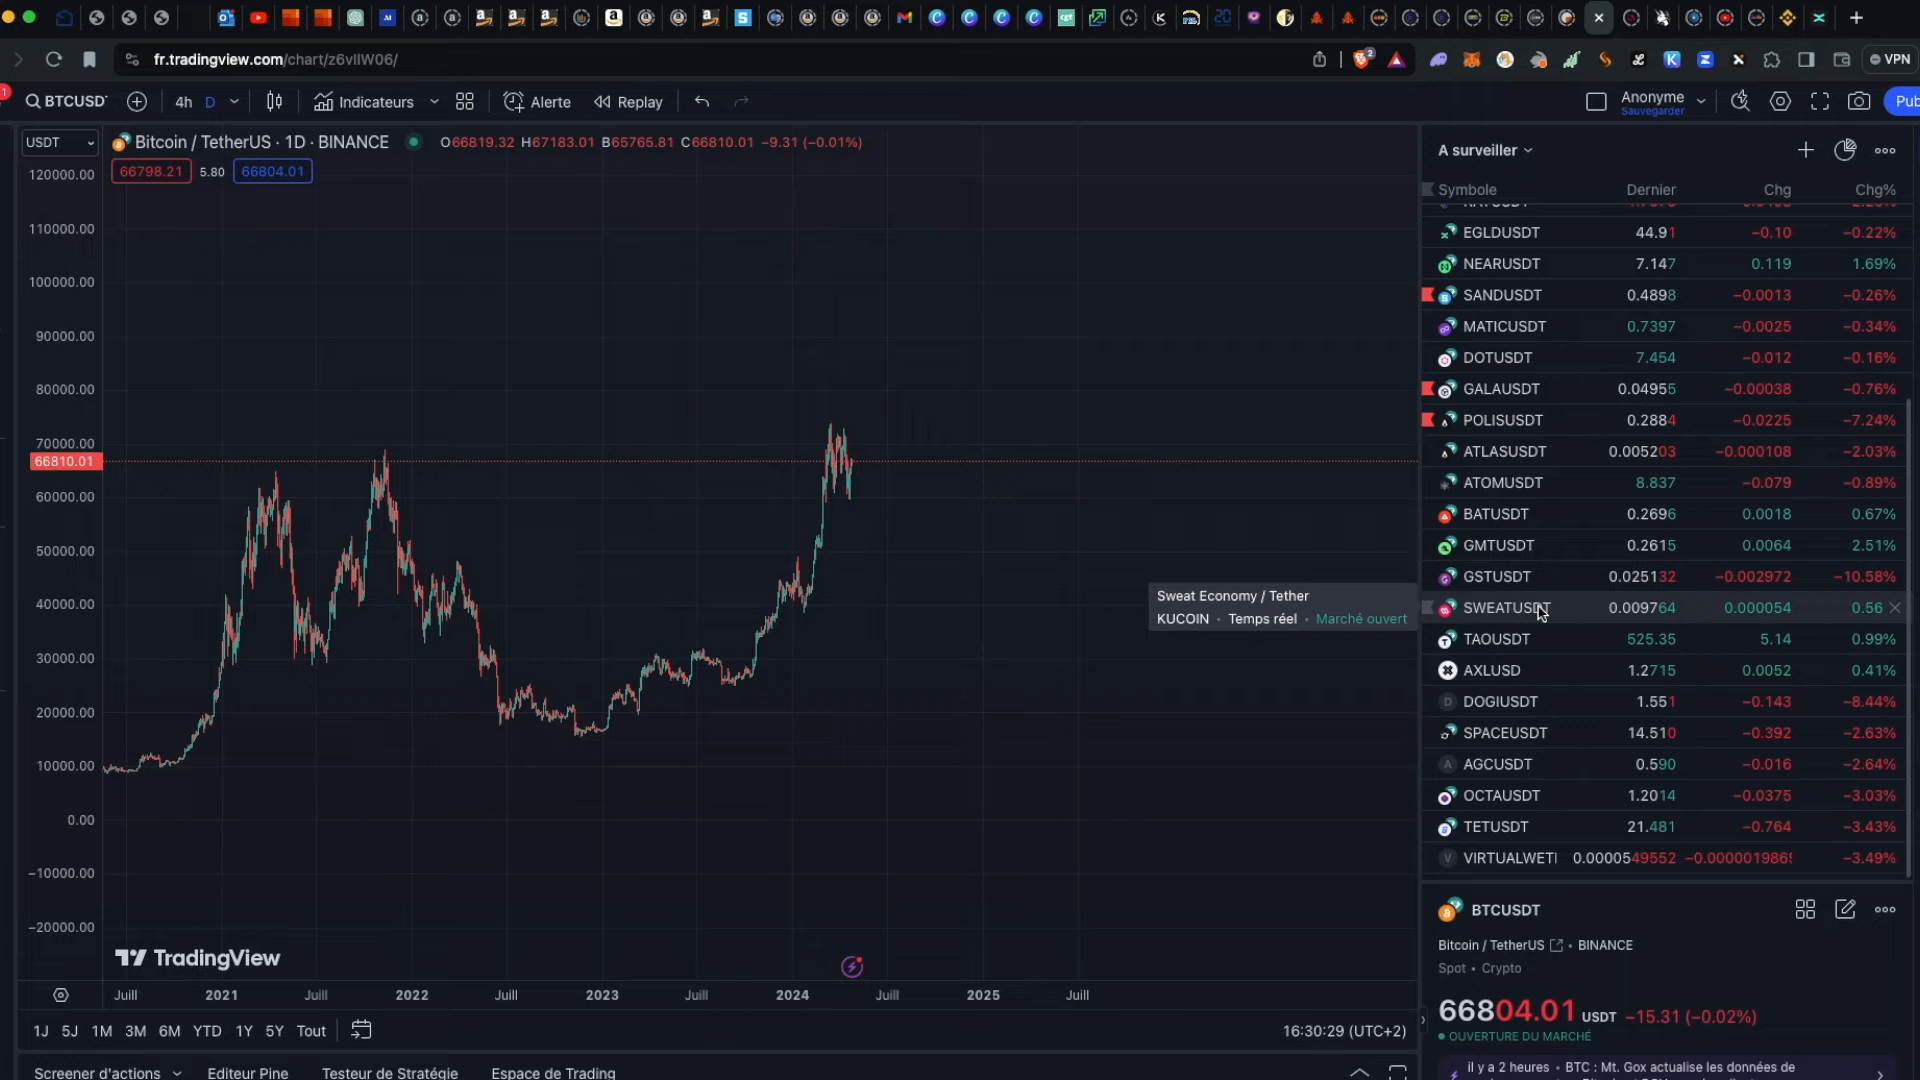 fr.tradingview.com/chart/z6vIIW06/
2
VPN
1
BTCUSD
4h
D
Indicateurs
Alerte
Replay
Anonyme
Sauvegarder
Pub
USDT
Bitcoin / TetherUS · 1D · BINANCE
O66819.32 H67183.01 B65765.81 C66810.01 −9.31 (−0.01%)
66798.21
5.80
66804.01
120000.00
110000.00
100000.00
90000.00
80000.00
70000.00
66810.01
60000.00
50000.00
40000.00
30000.00
20000.00
10000.00
0.00
−10000.00
−20000.00
TradingView
Juill
2021
Juill
2022
Juill
2023
Juill
2024
Juill
2025
Juill
1J 5J 1M 3M 6M YTD 1Y 5Y Tout
16:30:29 (UTC+2)
Screener d'actions
Editeur Pine
Testeur de Stratégie
Espace de Trading
Sweat Economy / Tether
KUCOIN · Temps réel · Marché ouvert
A surveiller
Symbole Dernier Chg Chg%
EGLDUSDT 44.91 −0.10 −0.22%
NEARUSDT 7.147 0.119 1.69%
SANDUSDT 0.4898 −0.0013 −0.26%
MATICUSDT 0.7397 −0.0025 −0.34%
DOTUSDT 7.454 −0.012 −0.16%
GALAUSDT 0.04955 −0.00038 −0.76%
POLISUSDT 0.2884 −0.0225 −7.24%
ATLASUSDT 0.005203 −0.000108 −2.03%
ATOMUSDT 8.837 −0.079 −0.89%
BATUSDT 0.2696 0.0018 0.67%
GMTUSDT 0.2615 0.0064 2.51%
GSTUSDT 0.025132 −0.002972 −10.58%
SWEATUSDT 0.009764 0.000054 0.56
TAOUSDT 525.35 5.14 0.99%
AXLUSD 1.2715 0.0052 0.41%
D DOGIUSDT 1.551 −0.143 −8.44%
SPACEUSDT 14.510 −0.392 −2.63%
A AGCUSDT 0.590 −0.016 −2.64%
OCTAUSDT 1.2014 −0.0375 −3.03%
TETUSDT 21.481 −0.764 −3.43%
V VIRTUALWET 0.0000549552 −0.000001986 −3.49%
BTCUSDT
Bitcoin / TetherUS · BINANCE
Spot · Crypto
66804.01 USDT −15.31 (−0.02%)
OUVERTURE DU MARCHÉ
il y a 2 heures · BTC : Mt. Gox actualise les données de